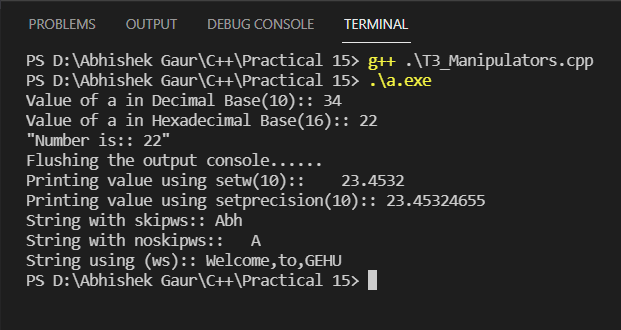 PROBLEMS OUTPUT DEBUG CONSOLE TERMINAL
PS D:\Abhishek Gaur\C++\Practical 15> g++ .\T3_Manipulators.cpp
PS D:\Abhishek Gaur\C++\Practical 15> .\a.exe
Value of a in Decimal Base(10):: 34
Value of a in Hexadecimal Base(16):: 22
"Number is:: 22"
Flushing the output console......
Printing value using setw(10)::    23.4532
Printing value using setprecision(10):: 23.45324655
String with skipws:: Abh
String with noskipws::   A
String using (ws):: Welcome,to,GEHU
PS D:\Abhishek Gaur\C++\Practical 15>